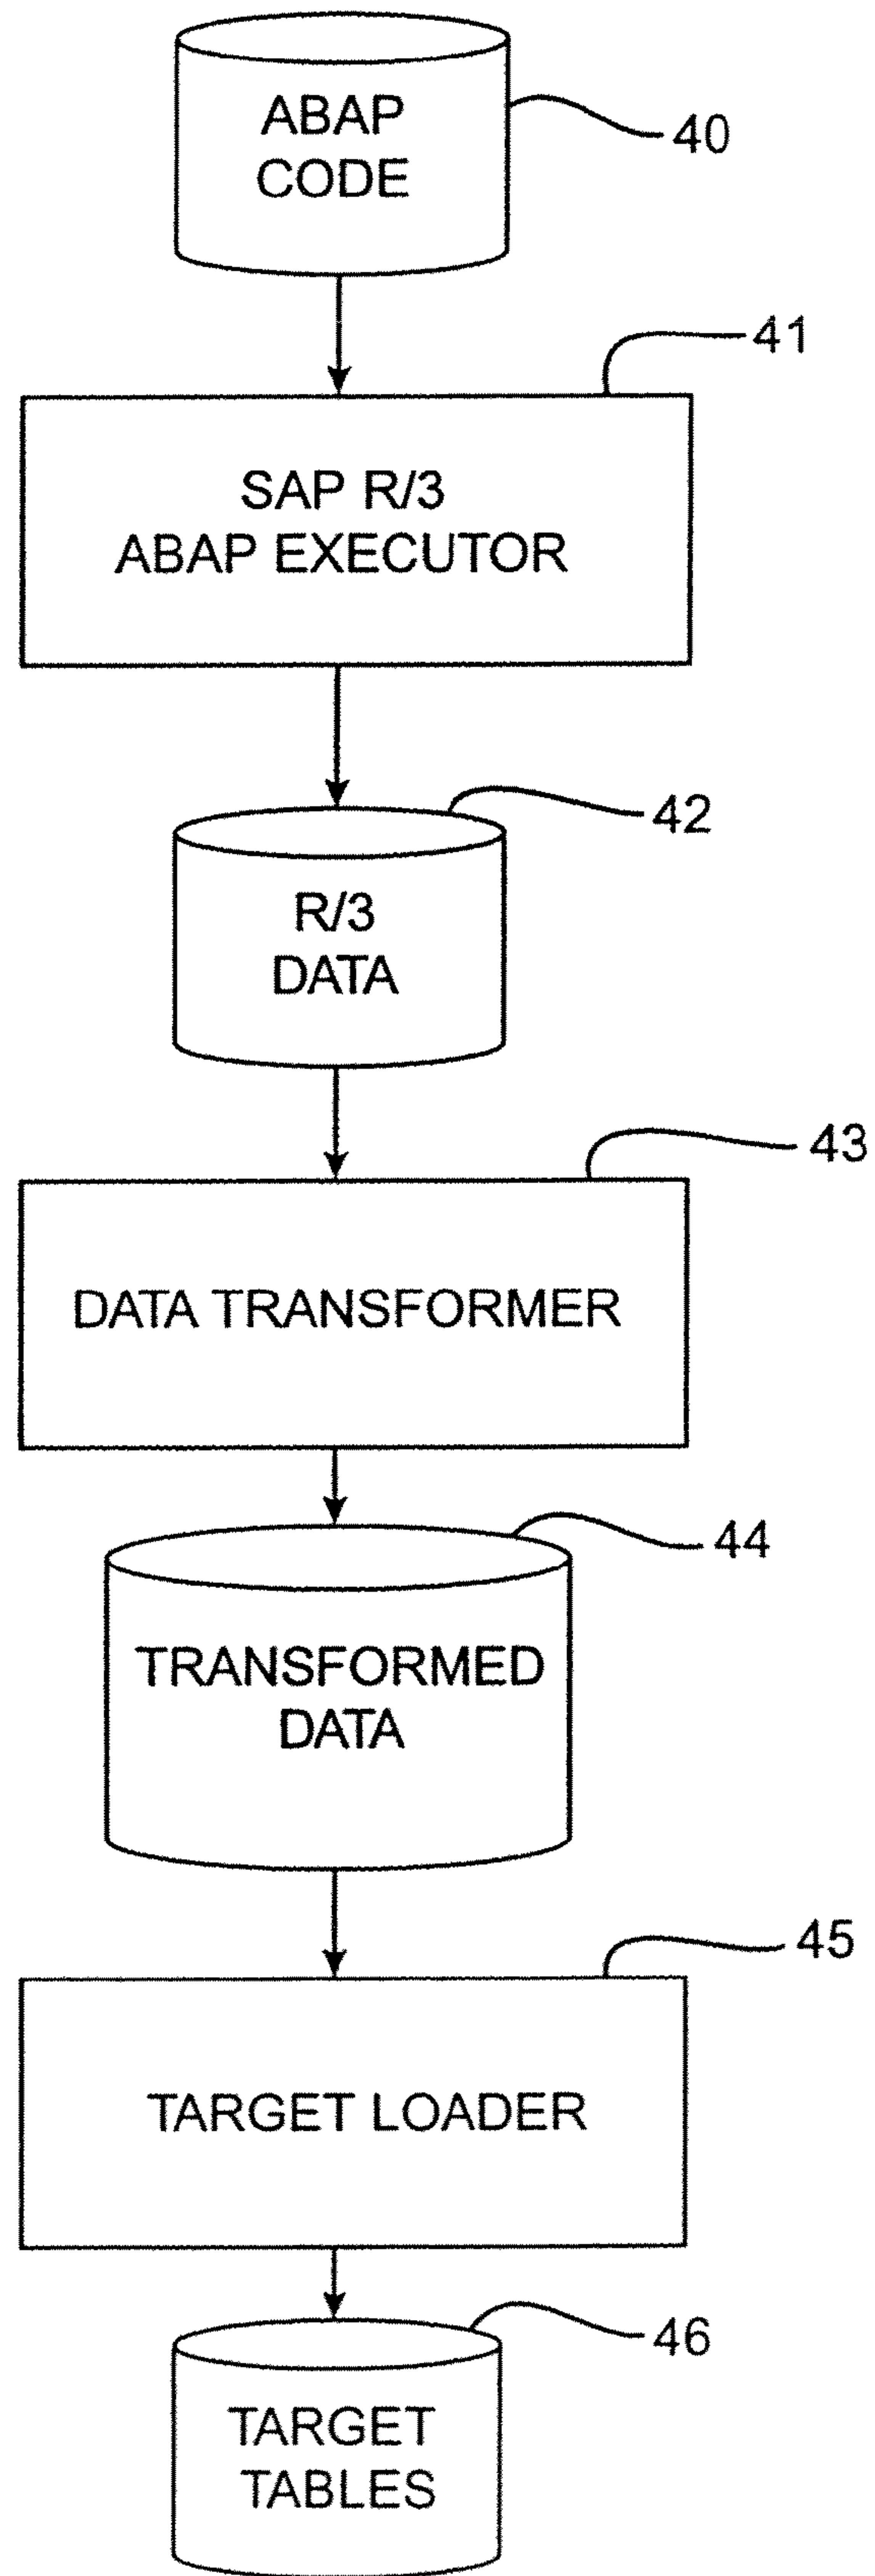 ABAP
CODE
40
41
SAP R/3
ABAP EXECUTOR
42
R/3
DATA
43
DATA TRANSFORMER
44
TRANSFORMED
DATA
45
TARGET LOADER
46
TARGET
TABLES